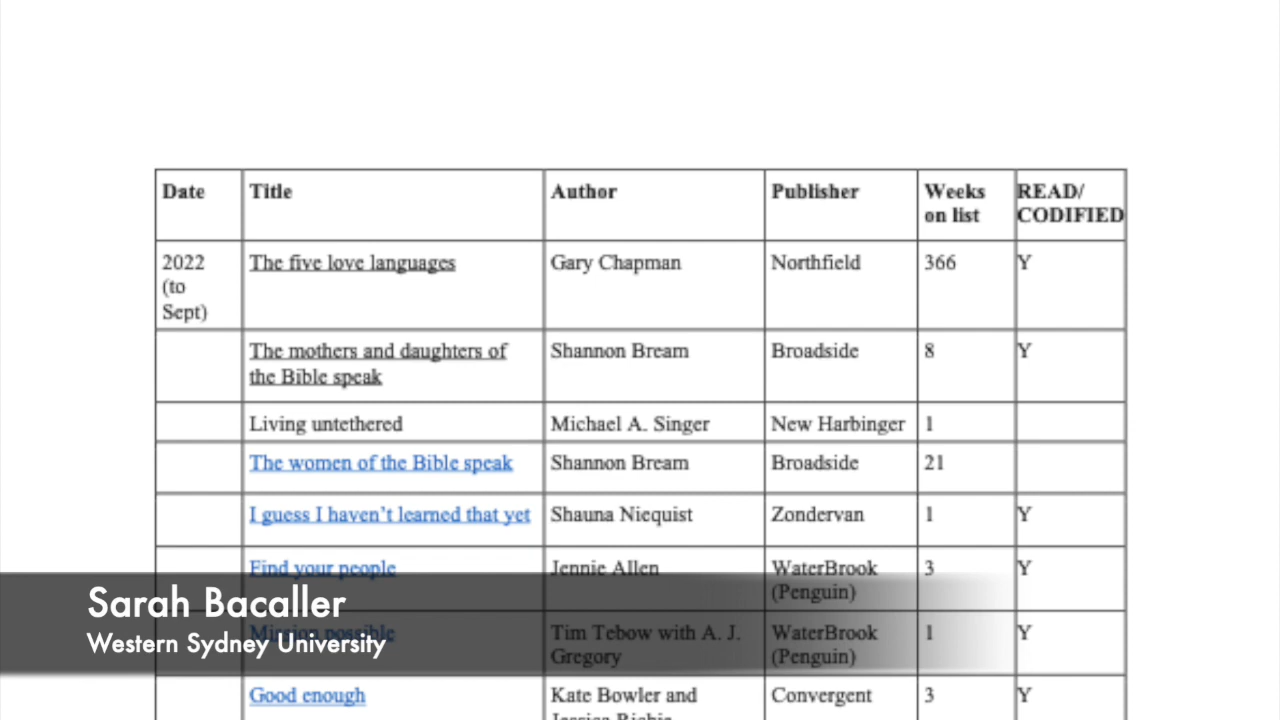 Date Title Author Publisher Weeks on list READ/ CODIFIED
2022 (to Sept) The five love languages Gary Chapman Northfield 366 Y
The mothers and daughters of the Bible speak Shannon Bream Broadside 8 Y
Living untethered Michael A. Singer New Harbinger 1
The women of the Bible speak Shannon Bream Broadside 21
I guess I haven't learned that yet Shauna Niequist Zondervan 1 Y
Find your people Jennie Allen WaterBrook (Penguin) 3 Y
Mission possible Tim Tebow with A. J. Gregory WaterBrook (Penguin) 1 Y
Good enough Kate Bowler and Convergent 3 Y
Sarah Bacaller
Western Sydney University